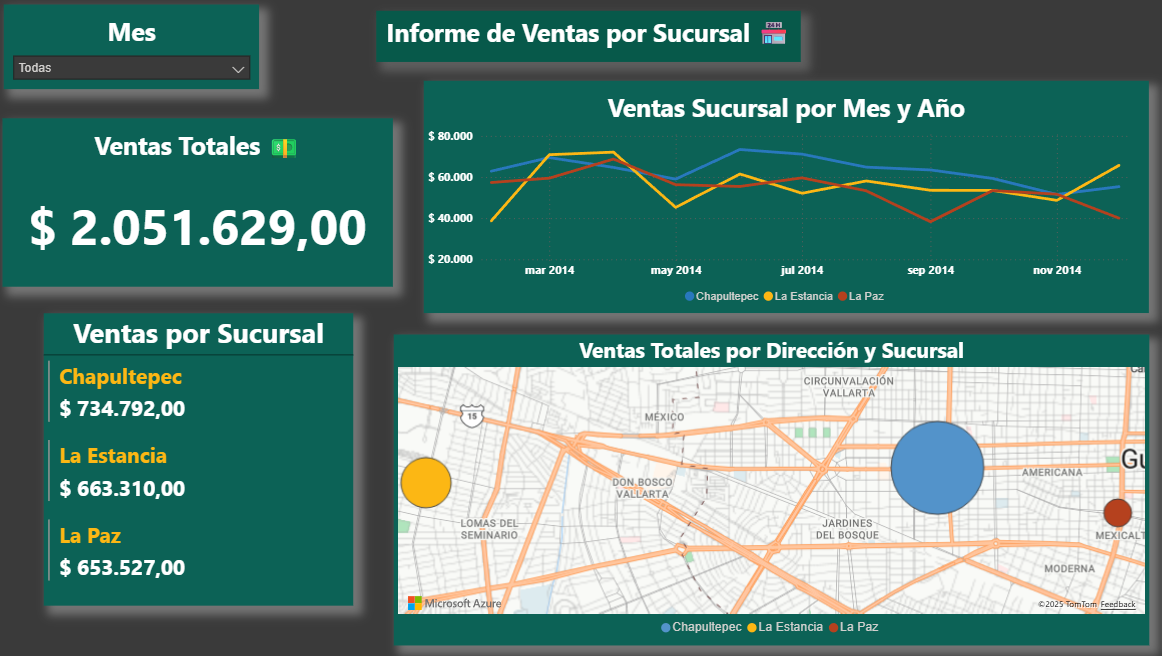 Mes
Todas
Informe de Ventas por Sucursal
24 H
Ventas Totales
$ 2.051.629,00
Ventas Sucursal por Mes y Año
$ 80.000
$ 60.000
$ 40.000
$ 20.000
mar 2014 may 2014 jul 2014 sep 2014 nov 2014
Chapultepec La Estancia La Paz
Ventas por Sucursal
Chapultepec
$ 734.792,00
La Estancia
$ 663.310,00
La Paz
$ 653.527,00
Ventas Totales por Dirección y Sucursal
CIRCUNVALACIÓN
VALLARTA
15
MÉXICO
Gu
AMERICANA
DON BOSCO
VALLARTA
LOMAS DEL
SEMINARIO
JARDINES
DEL BOSQUE
MEXICALT
MODERNA
Microsoft Azure
©2025 TomTom Feedback
Chapultepec La Estancia La Paz